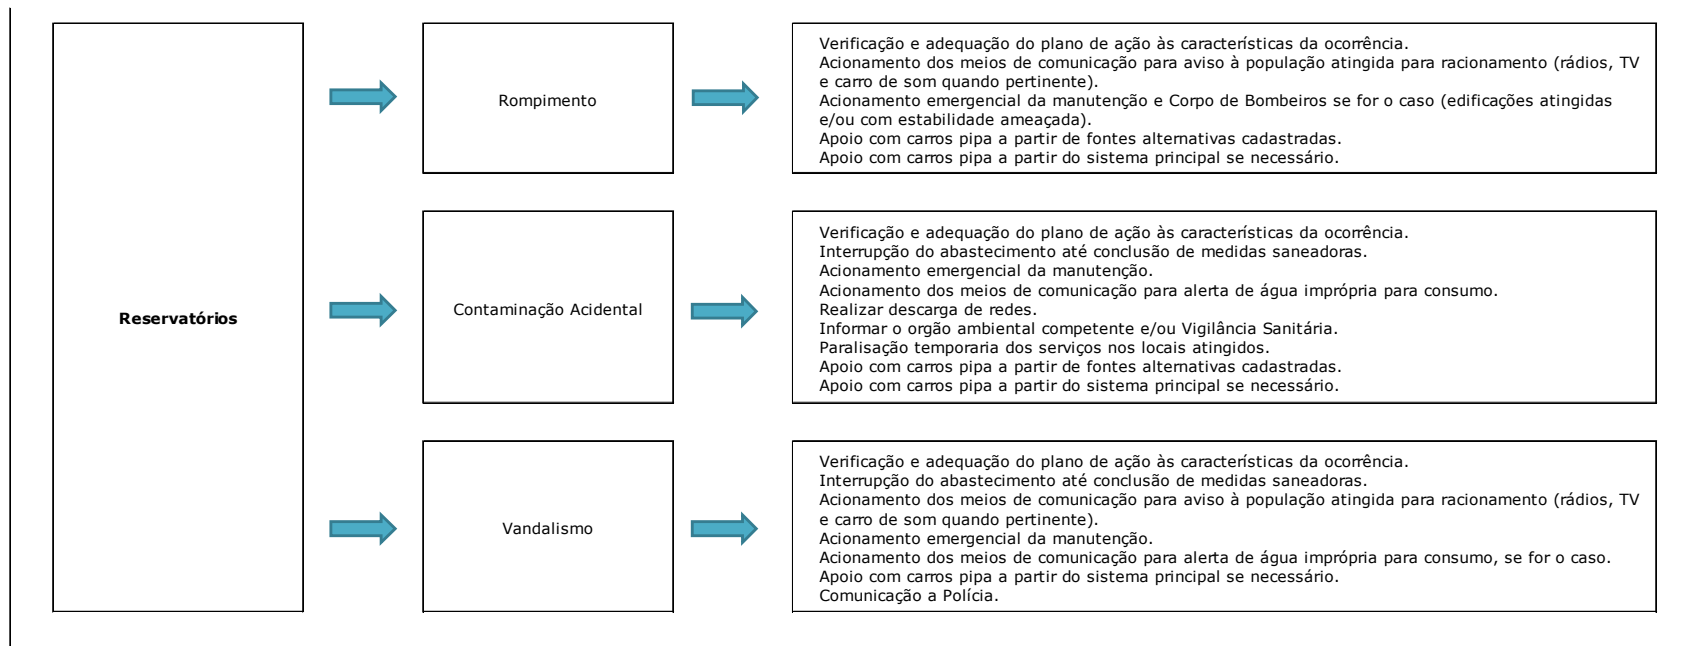 Reservatórios
Rompimento
Verificação e adequação do plano de ação às características da ocorrência.
Acionamento dos meios de comunicação para aviso à população atingida para racionamento (rádios, TV
e carro de som quando pertinente).
Acionamento emergencial da manutenção e Corpo de Bombeiros se for o caso (edificações atingidas
e/ou com estabilidade ameaçada).
Apoio com carros pipa a partir de fontes alternativas cadastradas.
Apoio com carros pipa a partir do sistema principal se necessário.
Contaminação Acidental
Verificação e adequação do plano de ação às características da ocorrência.
Interrupção do abastecimento até conclusão de medidas saneadoras.
Acionamento emergencial da manutenção.
Acionamento dos meios de comunicação para alerta de água imprópria para consumo.
Realizar descarga de redes.
Informar o orgão ambiental competente e/ou Vigilância Sanitária.
Paralisação temporaria dos serviços nos locais atingidos.
Apoio com carros pipa a partir de fontes alternativas cadastradas.
Apoio com carros pipa a partir do sistema principal se necessário.
Vandalismo
Verificação e adequação do plano de ação às características da ocorrência.
Interrupção do abastecimento até conclusão de medidas saneadoras.
Acionamento dos meios de comunicação para aviso à população atingida para racionamento (rádios, TV
e carro de som quando pertinente).
Acionamento emergencial da manutenção.
Acionamento dos meios de comunicação para alerta de água imprópria para consumo, se for o caso.
Apoio com carros pipa a partir do sistema principal se necessário.
Comunicação a Polícia.